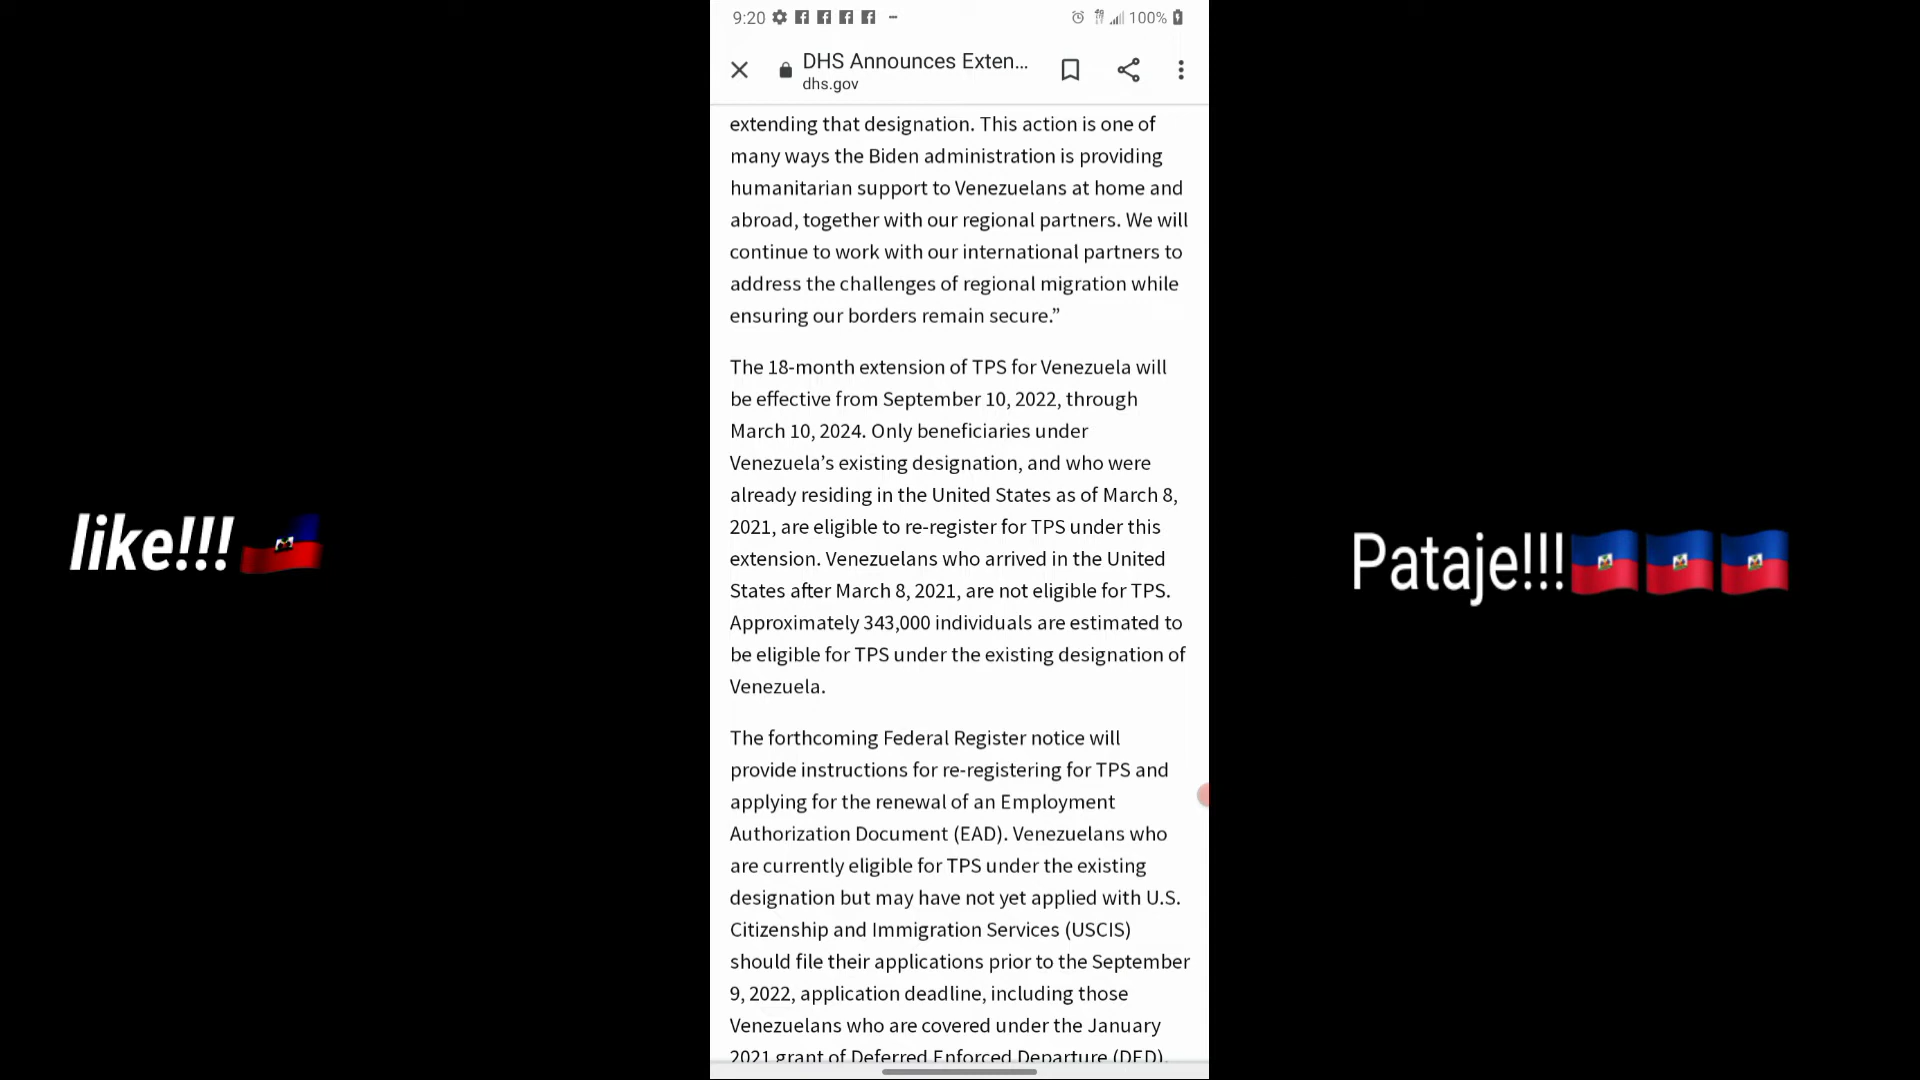 9:20
100%
DHS Announces Exten...
dhs.gov
extending that designation. This action is one of
many ways the Biden administration is providing
humanitarian support to Venezuelans at home and
abroad, together with our regional partners. We will
continue to work with our international partners to
address the challenges of regional migration while
ensuring our borders remain secure.”
The 18-month extension of TPS for Venezuela will
be effective from September 10, 2022, through
March 10, 2024. Only beneficiaries under
Venezuela’s existing designation, and who were
already residing in the United States as of March 8,
2021, are eligible to re-register for TPS under this
extension. Venezuelans who arrived in the United
States after March 8, 2021, are not eligible for TPS.
Approximately 343,000 individuals are estimated to
be eligible for TPS under the existing designation of
Venezuela.
The forthcoming Federal Register notice will
provide instructions for re-registering for TPS and
applying for the renewal of an Employment
Authorization Document (EAD). Venezuelans who
are currently eligible for TPS under the existing
designation but may have not yet applied with U.S.
Citizenship and Immigration Services (USCIS)
should file their applications prior to the September
9, 2022, application deadline, including those
Venezuelans who are covered under the January
2021 grant of Deferred Enforced Departure (DED).
like!!!
Pataje!!!